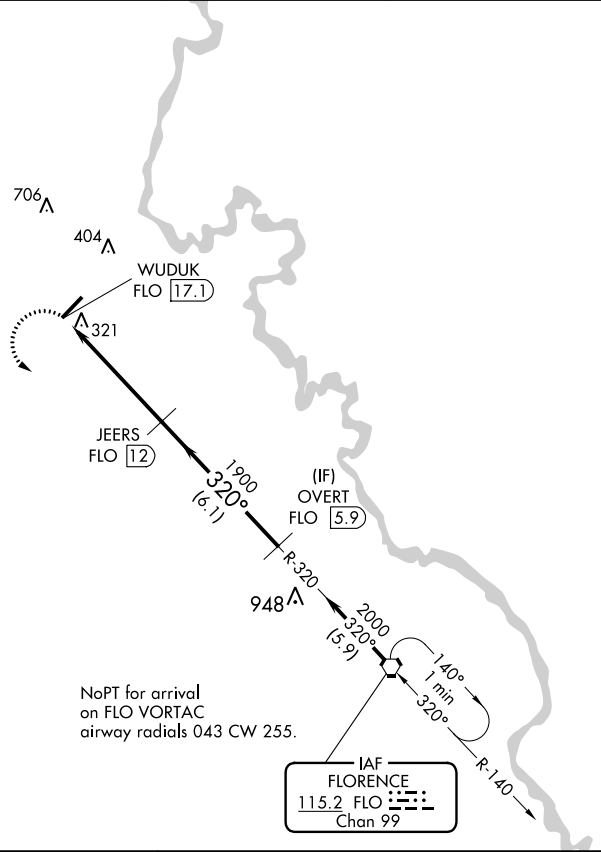 706
404
WUDUK
FLO 17.1
321
JEERS
FLO 12
1900
320°
(6.1)
(IF)
OVERT
FLO 5.9
R-320
948
2000
320°
(5.9)
140°
1 min
320°
R-140
NoPT for arrival
on FLO VORTAC
airway radials 043 CW 255.
IAF
FLORENCE
115.2 FLO
Chan 99